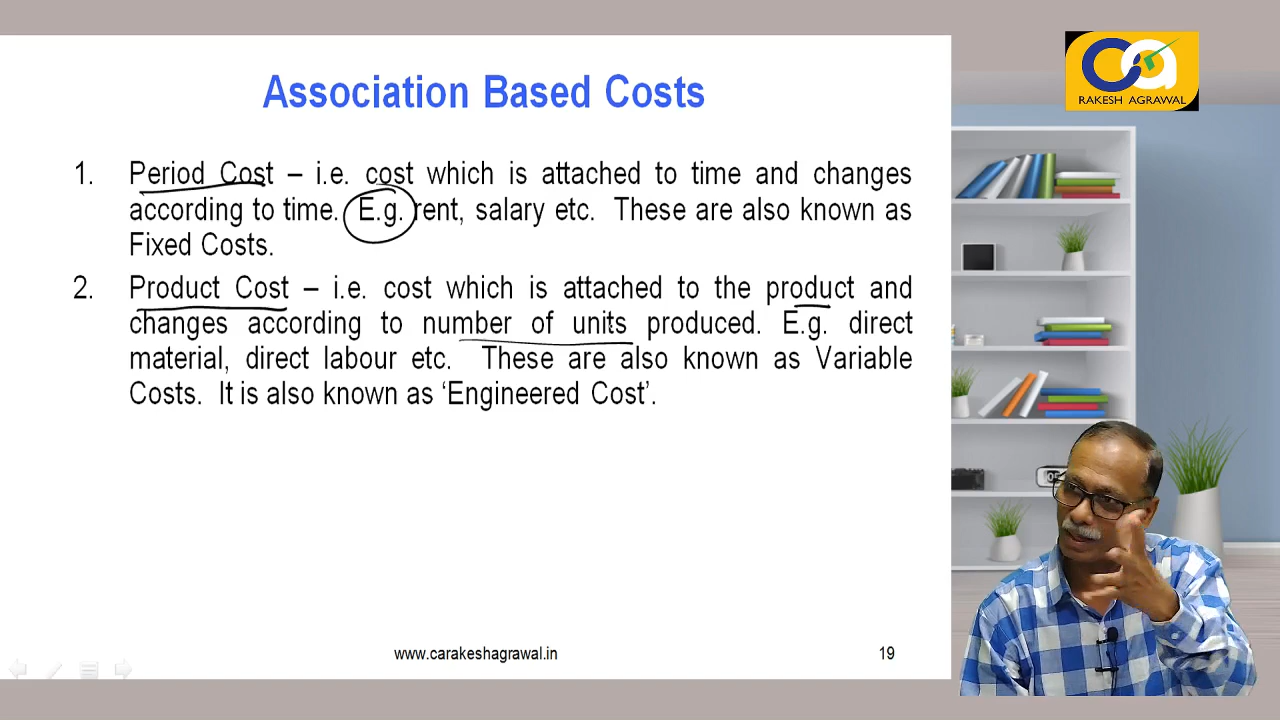 Association Based Costs
RAKESH AGRAWAL
1. Period Cost – i.e. cost which is attached to time and changes
according to time. E.g. rent, salary etc. These are also known as
Fixed Costs.
2. Product Cost – i.e. cost which is attached to the product and
changes according to number of units produced. E.g. direct
material, direct labour etc. These are also known as Variable
Costs. It is also known as ‘Engineered Cost’.
www.carakeshagrawal.in 19